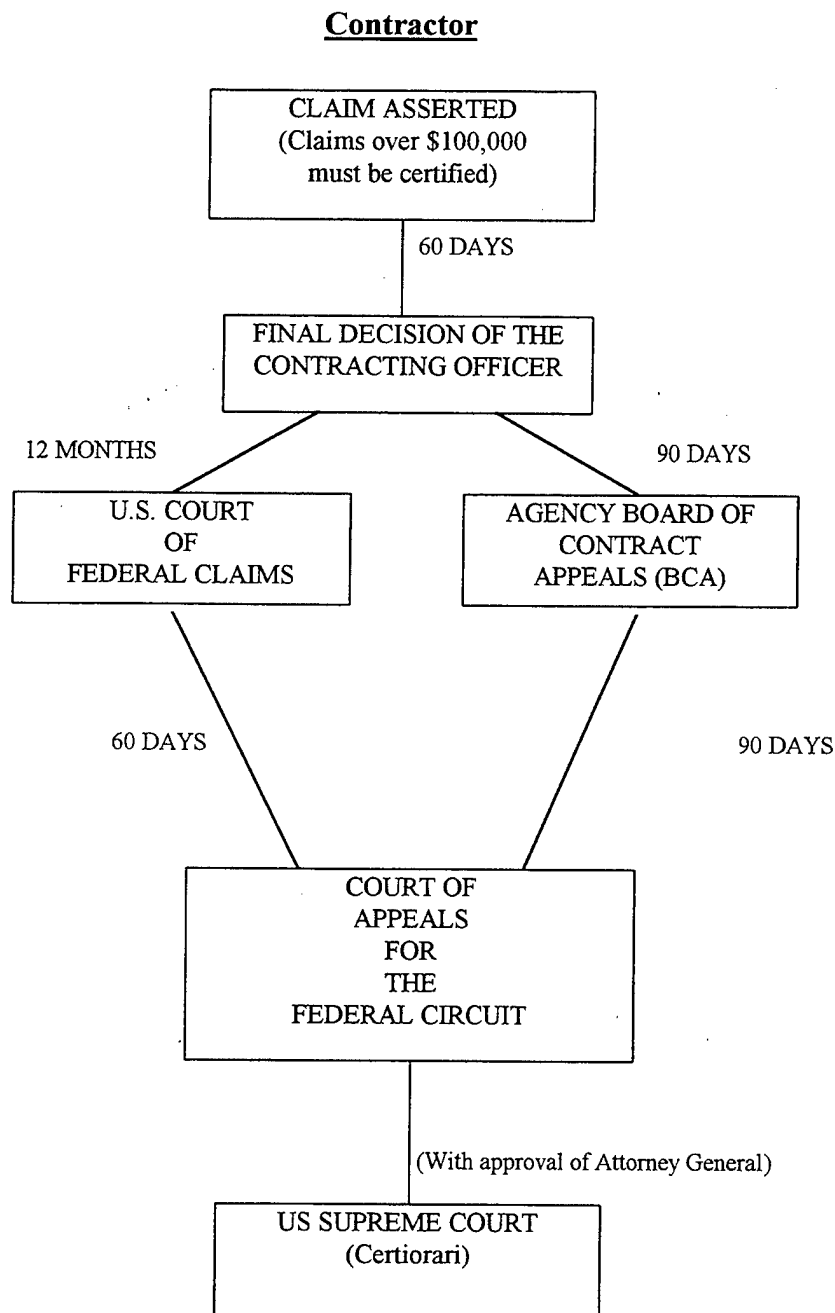 Contractor
CLAIM ASSERTED
(Claims over $100,000
must be certified)
60 DAYS
FINAL DECISION OF THE
CONTRACTING OFFICER
12 MONTHS
90 DAYS
U.S. COURT
OF
FEDERAL CLAIMS
AGENCY BOARD OF
CONTRACT
APPEALS (BCA)
60 DAYS
90 DAYS
COURT OF
APPEALS
FOR
THE
FEDERAL CIRCUIT
(With approval of Attorney General)
US SUPREME COURT
(Certiorari)